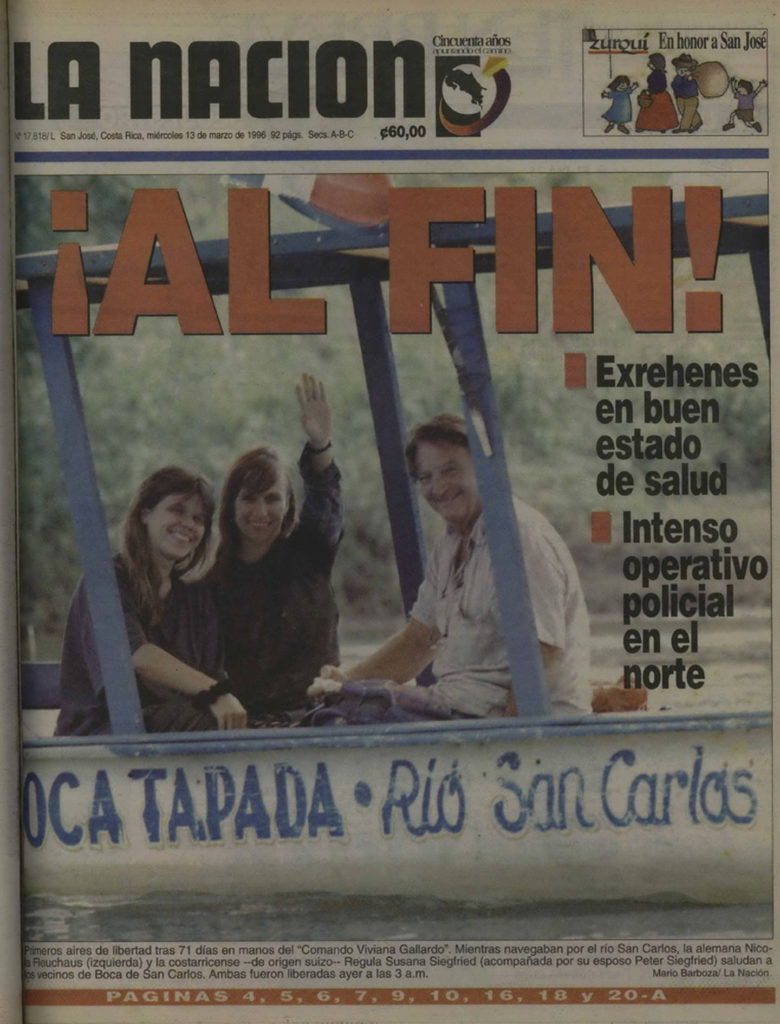 LA NACION
Cincuenta años
apuntando el camino
Zurquí En honor a San José
Nº 17.818/ L San José, Costa Rica, miércoles 13 de marzo de 1996 92 págs. Secs. A-B-C ¢60,00
¡AL FIN!
Exrehenes
en buen
estado
de salud
Intenso
operativo
policial
en el
norte
OCA TAPADA • Río San Carlos
Primeros aires de libertad tras 71 días en manos del "Comando Viviana Gallardo". Mientras navegaban por el río San Carlos, la alemana Nico-
la Fleuchaus (izquierda) y la costarricense --de origen suizo-- Regula Susana Siegfried (acompañada por su esposo Peter Siegfried) saludan a
los vecinos de Boca de San Carlos. Ambas fueron liberadas ayer a las 3 a.m. Mario Barboza/ La Nación
PAGINAS 4, 5, 6, 7, 9, 10, 16, 18 y 20-A